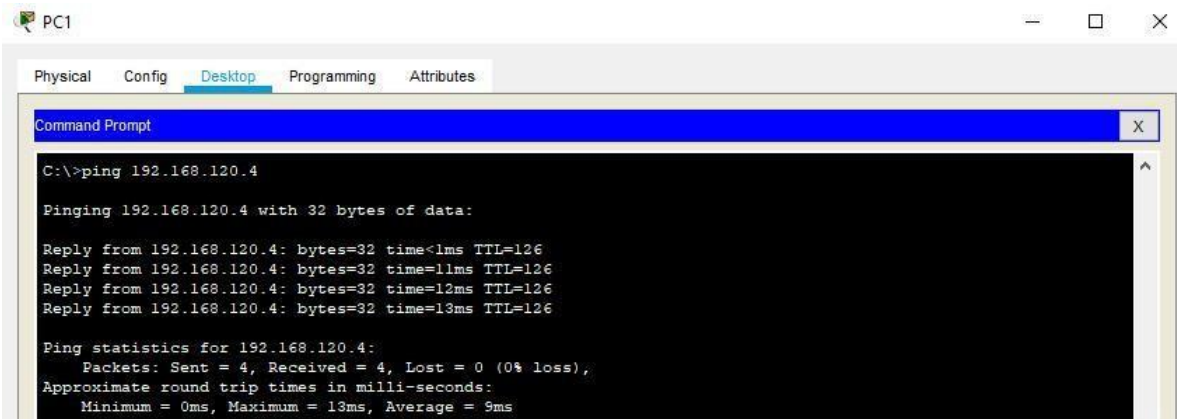 PC1
Physical Config Desktop Programming Attributes
Command Prompt X
C:\>ping 192.168.120.4
Pinging 192.168.120.4 with 32 bytes of data:
Reply from 192.168.120.4: bytes=32 time<1ms TTL=126
Reply from 192.168.120.4: bytes=32 time=11ms TTL=126
Reply from 192.168.120.4: bytes=32 time=12ms TTL=126
Reply from 192.168.120.4: bytes=32 time=13ms TTL=126
Ping statistics for 192.168.120.4:
Packets: Sent = 4, Received = 4, Lost = 0 (0% loss),
Approximate round trip times in milli-seconds:
Minimum = 0ms, Maximum = 13ms, Average = 9ms